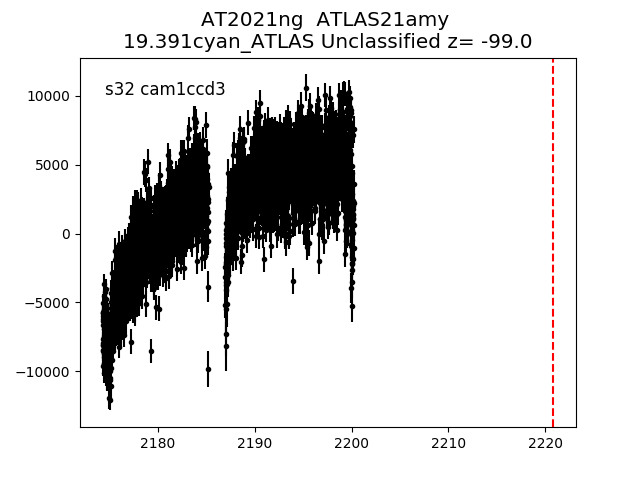 AT2021ng  ATLAS21amy
19.391cyan_ATLAS Unclassified z= -99.0
s32 cam1ccd3
10000
5000
0
−5000
−10000
2180 2190 2200 2210 2220